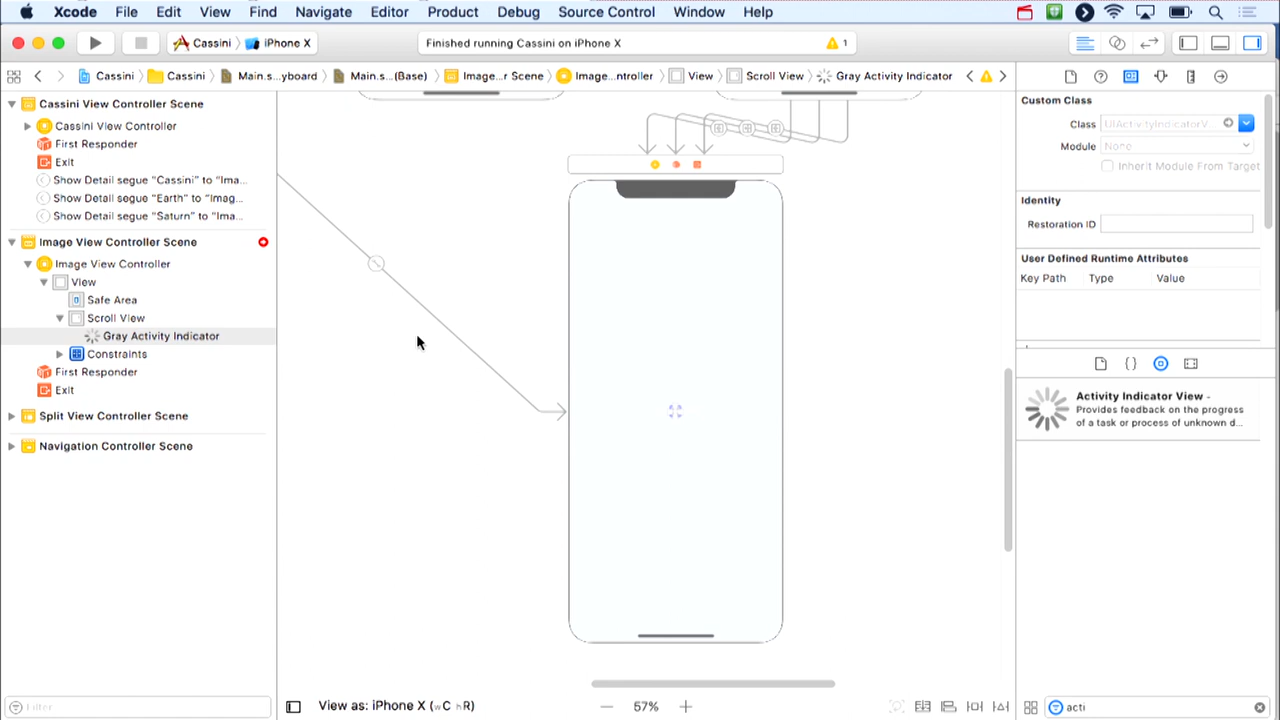 Xcode File Edit View Find Navigate Editor Product Debug Source Control Window Help
Cassini iPhone X
Finished running Cassini on iPhone X
1
Cassini Cassini Main.s...yboard Main.s...(Base) Image...r Scene Image...ntroller View Scroll View Gray Activity Indicator
Cassini View Controller Scene
Cassini View Controller
First Responder
Exit
Show Detail segue "Cassini" to "Ima...
Show Detail segue "Earth" to "Imag...
Show Detail segue "Saturn" to "Ima...
Image View Controller Scene
Image View Controller
View
Safe Area
Scroll View
Gray Activity Indicator
Constraints
First Responder
Exit
Split View Controller Scene
Navigation Controller Scene
Filter
View as: iPhone X (wC hR)
57%
Custom Class
Class UIActivityIndicatorV
Module None
Inherit Module From Target
Identity
Restoration ID
User Defined Runtime Attributes
Key Path Type Value
{ }
Activity Indicator View -
Provides feedback on the progress
of a task or process of unknown d...
acti